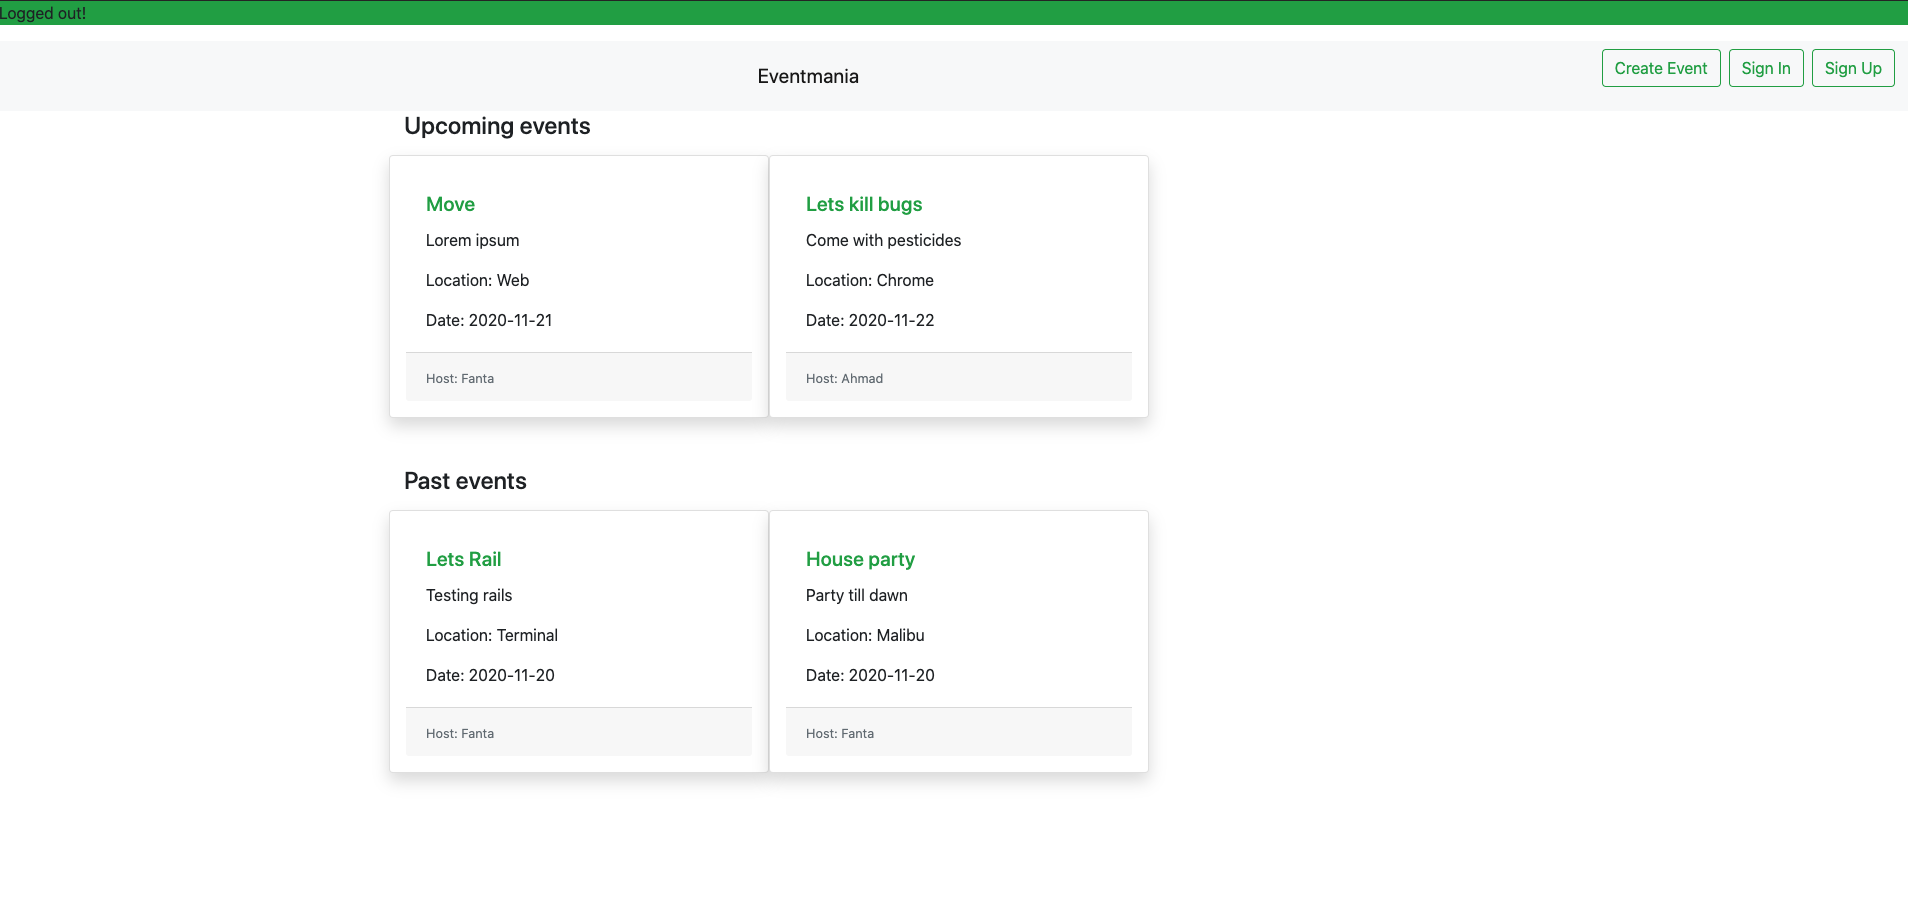 Logged out!
Eventmania
Create Event
Sign In
Sign Up
Upcoming events
Move
Lorem ipsum
Location: Web
Date: 2020-11-21
Host: Fanta
Lets kill bugs
Come with pesticides
Location: Chrome
Date: 2020-11-22
Host: Ahmad
Past events
Lets Rail
Testing rails
Location: Terminal
Date: 2020-11-20
Host: Fanta
House party
Party till dawn
Location: Malibu
Date: 2020-11-20
Host: Fanta